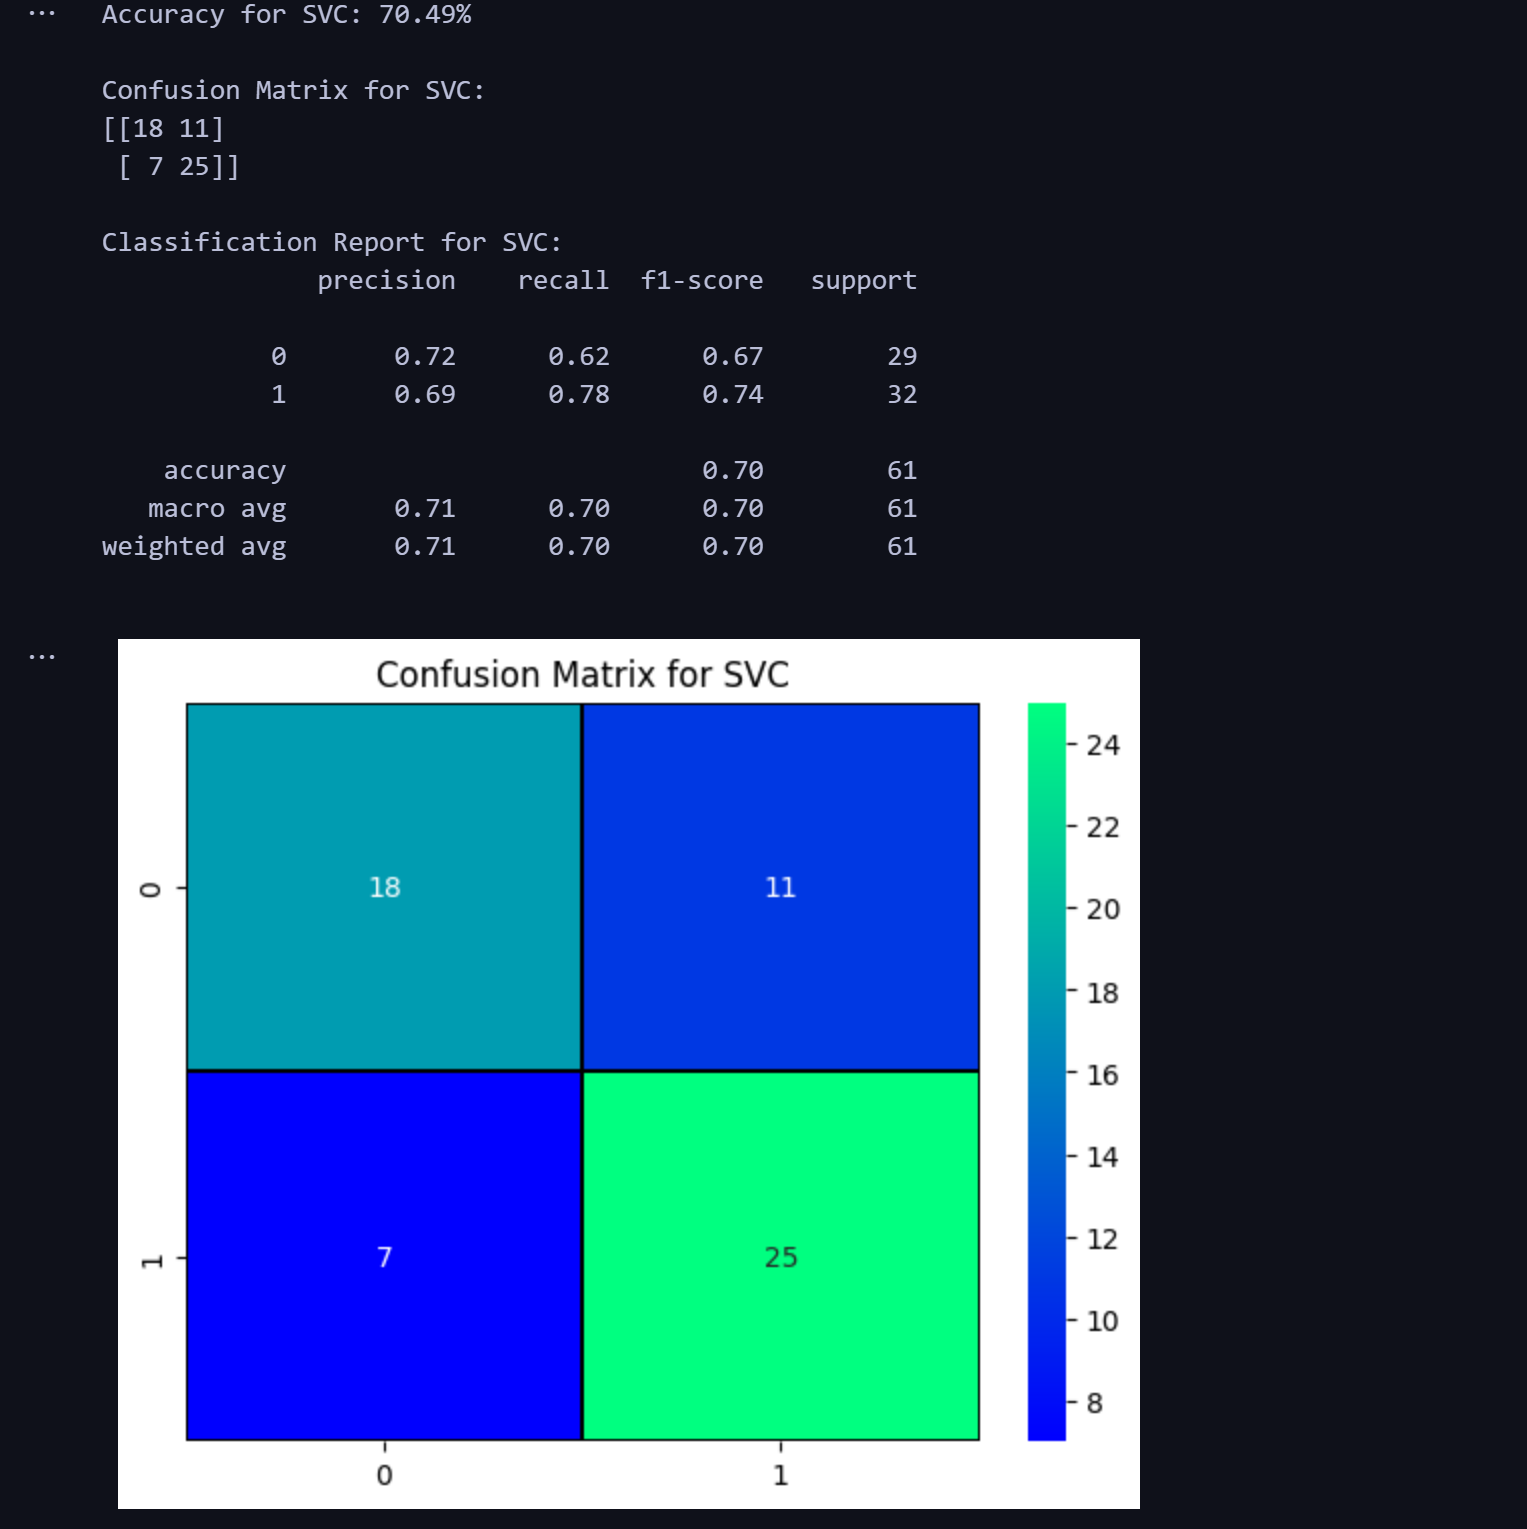 ... Accuracy for SVC: 70.49%
Confusion Matrix for SVC:
[[18 11]
[ 7 25]]
Classification Report for SVC:
precision recall f1-score support
0 0.72 0.62 0.67 29
1 0.69 0.78 0.74 32
accuracy 0.70 61
macro avg 0.71 0.70 0.70 61
weighted avg 0.71 0.70 0.70 61
...
Confusion Matrix for SVC
24
22
0 18 11
20
18
16
14
1 7 25
12
10
8
0 1